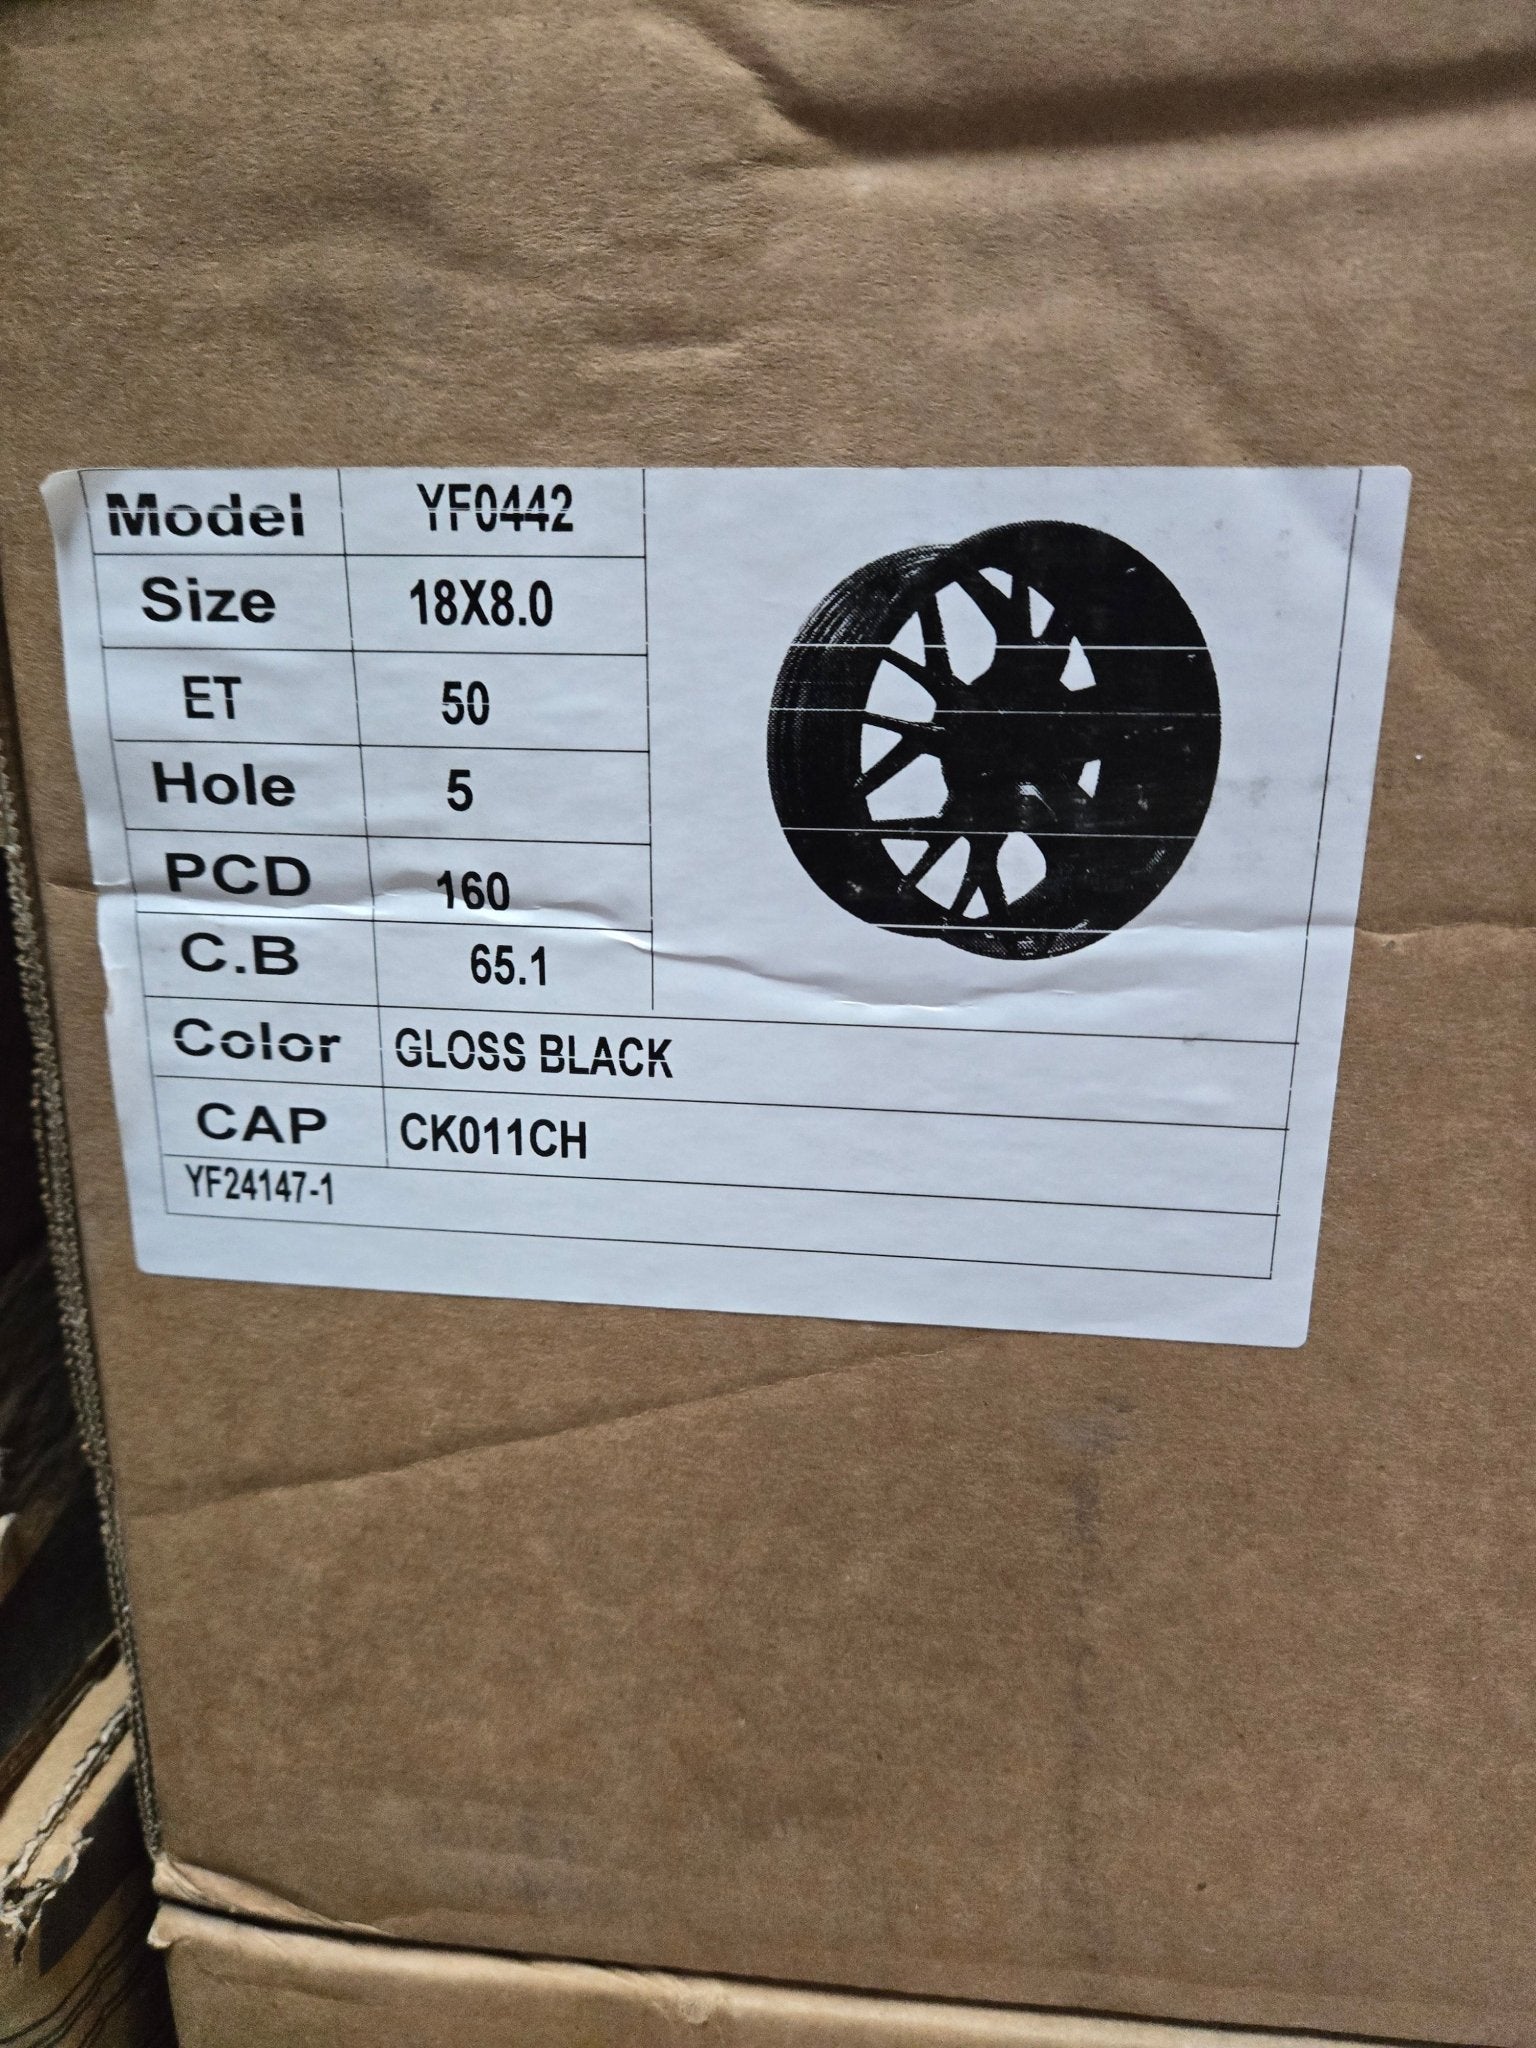 Model YF0442
Size 18X8.0
ET 50
Hole 5
PCD 160
C.B 65.1
Color GLOSS BLACK
CAP CK011CH
YF24147-1